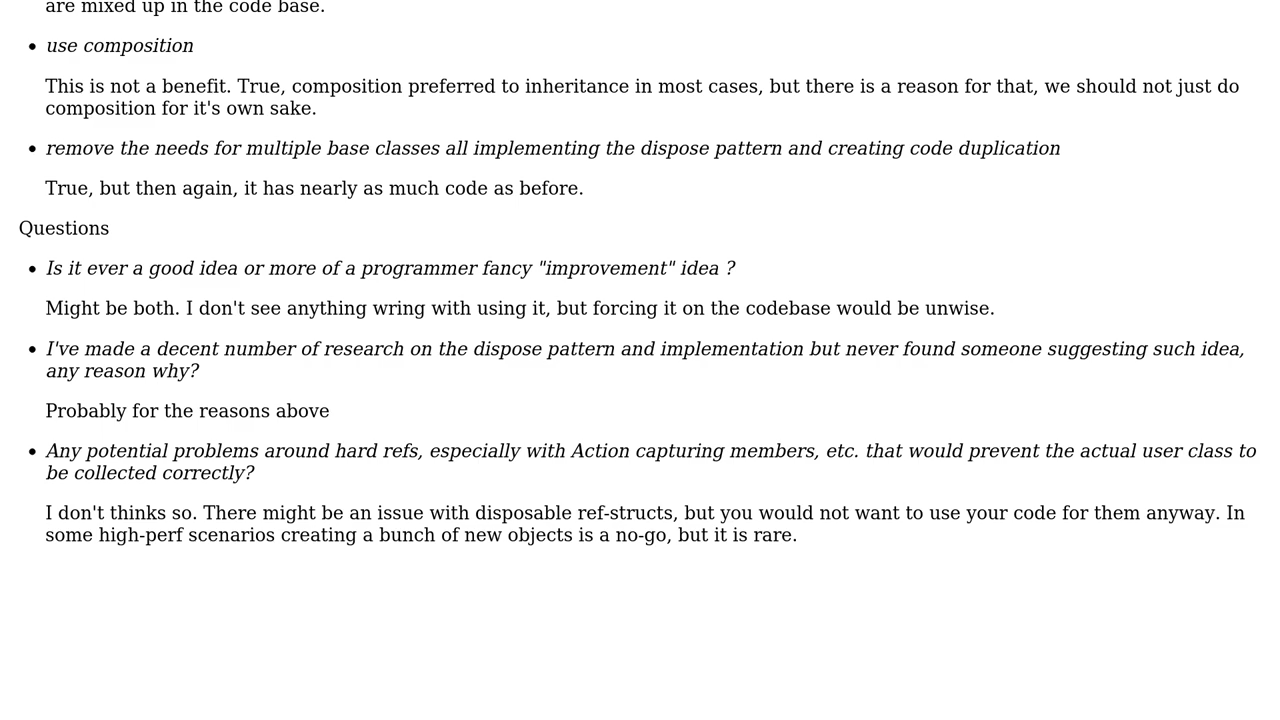 are mixed up in the code base.
use composition
This is not a benefit. True, composition preferred to inheritance in most cases, but there is a reason for that, we should not just do
composition for it's own sake.
remove the needs for multiple base classes all implementing the dispose pattern and creating code duplication
True, but then again, it has nearly as much code as before.
Questions
Is it ever a good idea or more of a programmer fancy "improvement" idea ?
Might be both. I don't see anything wring with using it, but forcing it on the codebase would be unwise.
I've made a decent number of research on the dispose pattern and implementation but never found someone suggesting such idea,
any reason why?
Probably for the reasons above
Any potential problems around hard refs, especially with Action capturing members, etc. that would prevent the actual user class to
be collected correctly?
I don't thinks so. There might be an issue with disposable ref-structs, but you would not want to use your code for them anyway. In
some high-perf scenarios creating a bunch of new objects is a no-go, but it is rare.